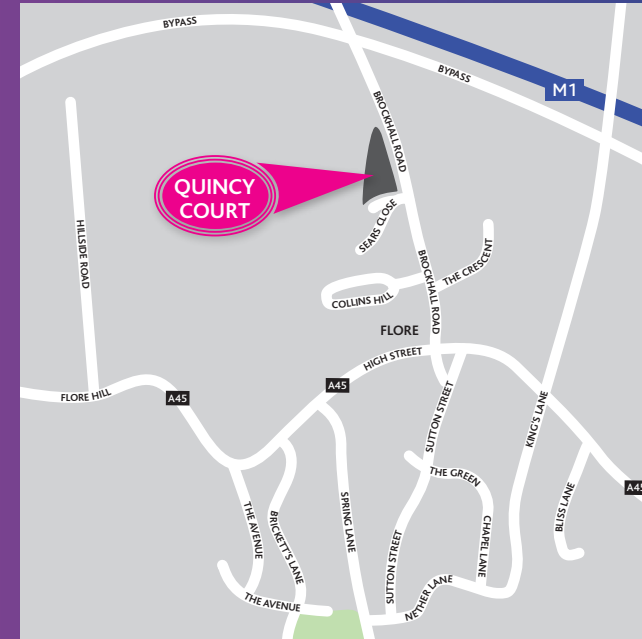 BYPASS
BYPASS
M1
BROCKHALL ROAD
QUINCY
COURT
SEARS CLOSE
HILLSIDE ROAD
BROCKHALL ROAD
THE CRESCENT
COLLINS HILL
FLORE
HIGH STREET
A45
FLORE HILL
A45
SUTTON STREET
KING'S LANE
THE GREEN
A45
SPRING LANE
BLISS LANE
THE AVENUE
BRICKETT'S LANE
CHAPEL LANE
SUTTON STREET
NETHER LANE
THE AVENUE